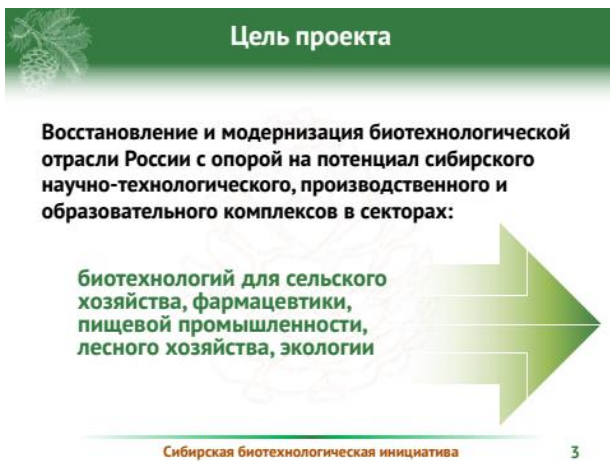 Цель проекта
Восстановление и модернизация биотехнологической
отрасли России с опорой на потенциал сибирского
научно-технологического, производственного и
образовательного комплексов в секторах:
биотехнологий для сельского
хозяйства, фармацевтики,
пищевой промышленности,
лесного хозяйства, экологии
Сибирская биотехнологическая инициатива
3